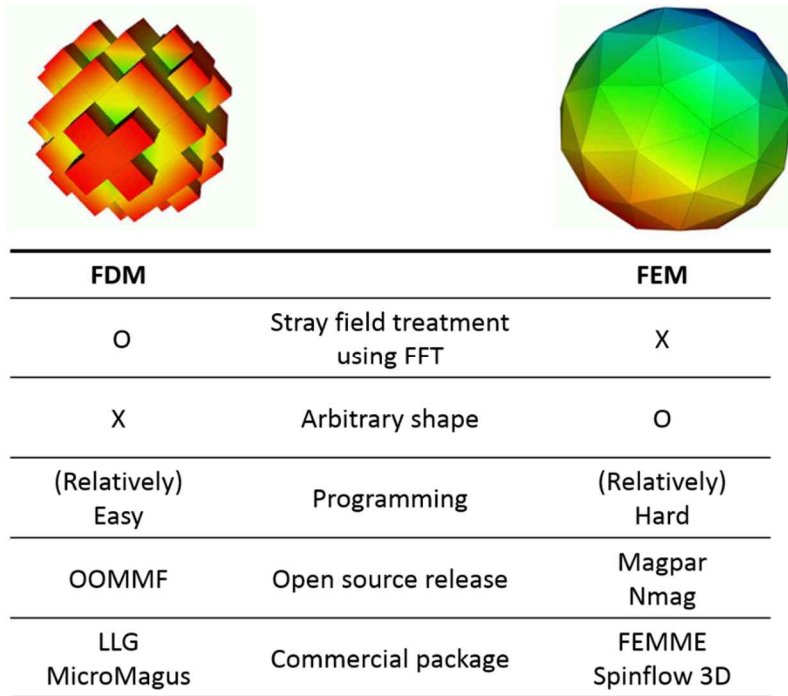 FDM FEM
O Stray field treatment using FFT X
X Arbitrary shape O
(Relatively) Easy Programming (Relatively) Hard
OOMMF Open source release Magpar Nmag
LLG MicroMagus Commercial package FEMME Spinflow 3D